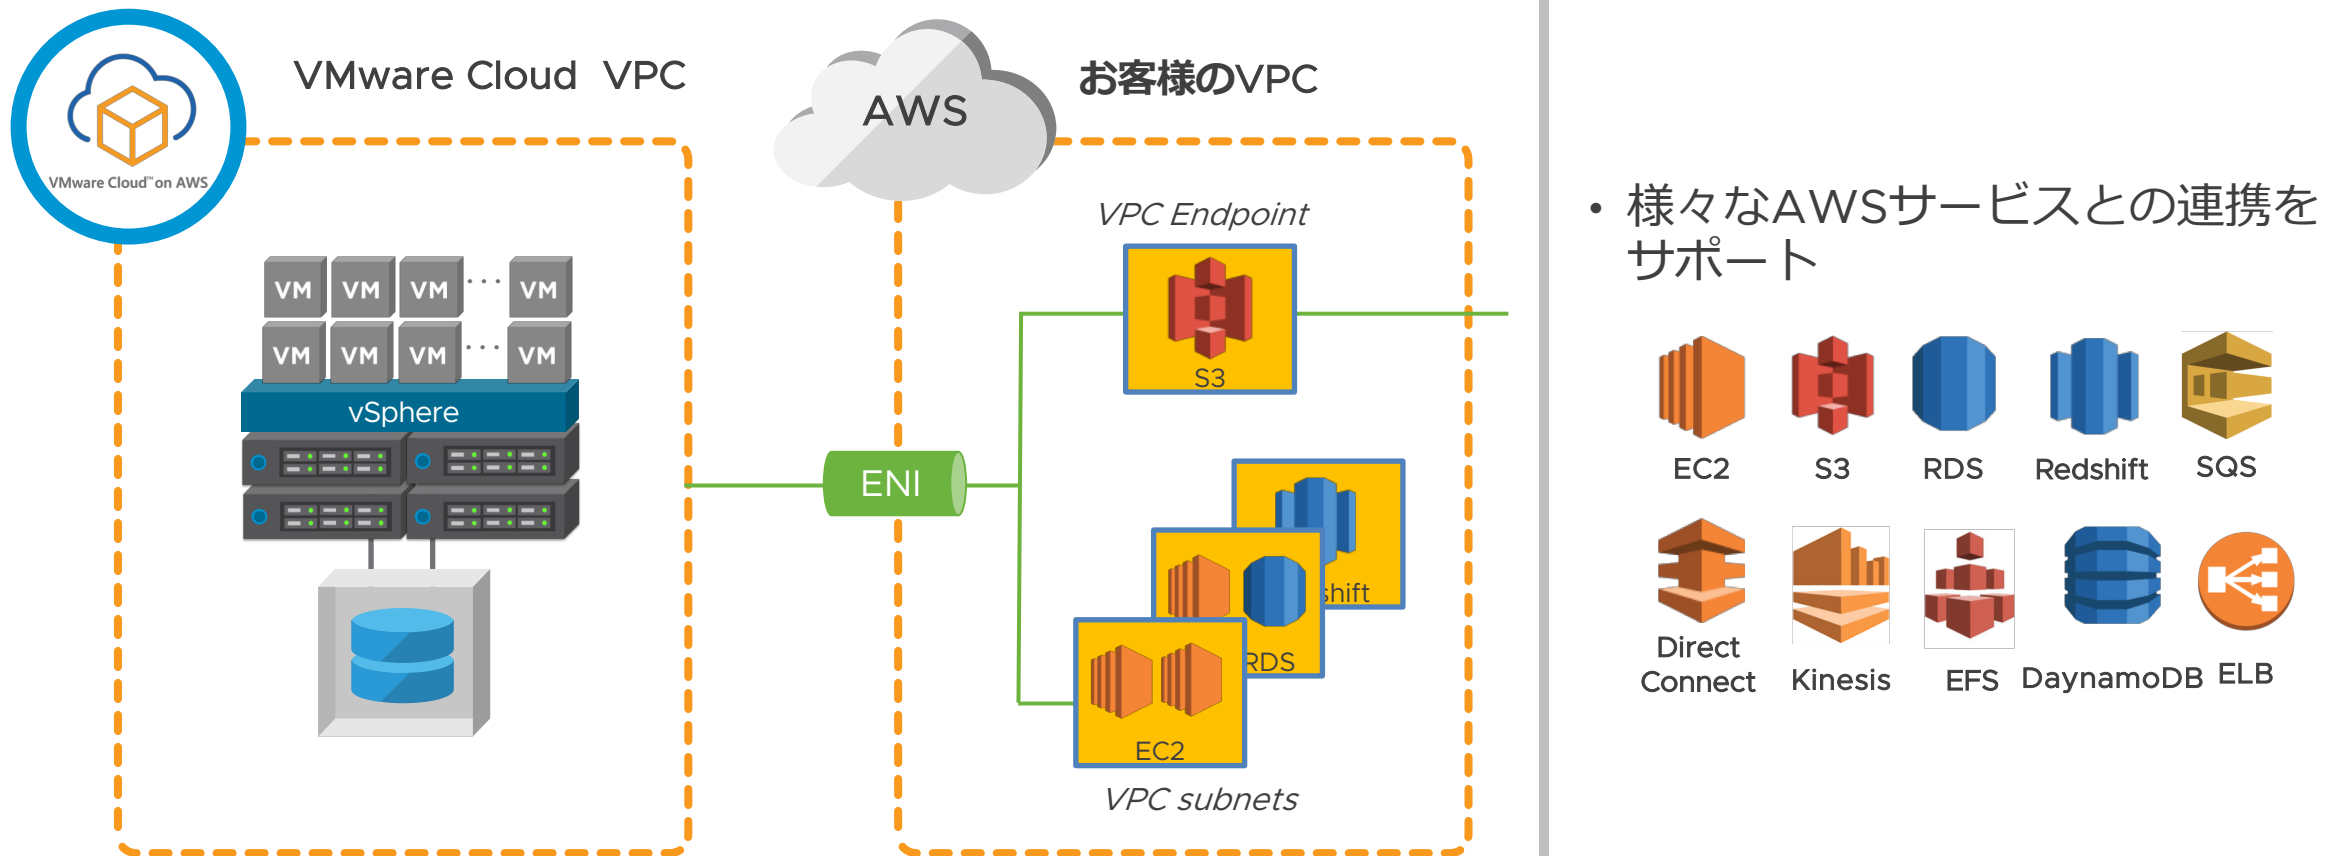 VMware Cloud™ on AWS
VMware Cloud VPC
AWS
お客様のVPC
VM VM VM ··· VM
VM VM VM ··· VM
vSphere
ENI
VPC Endpoint
S3
shift
RDS
EC2
VPC subnets
• 様々なAWSサービスとの連携を
サポート
EC2 S3 RDS Redshift SQS
Direct
Connect Kinesis EFS DaynamoDB ELB